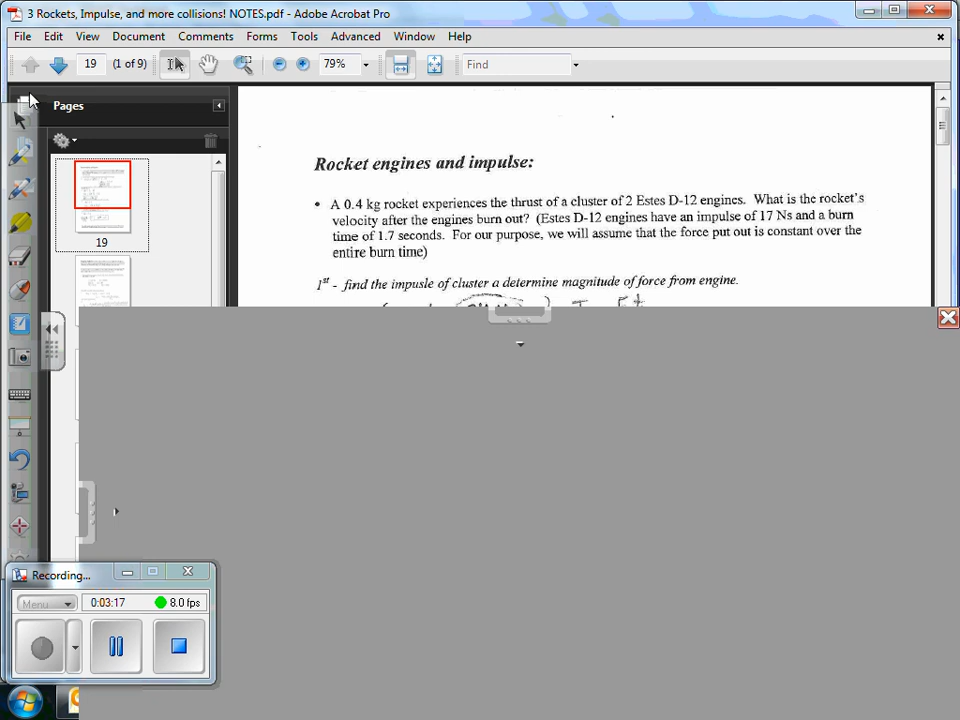 3 Rockets, Impulse, and more collisions! NOTES.pdf - Adobe Acrobat Pro
File Edit View Document Comments Forms Tools Advanced Window Help
19 (1 of 9) 79% Find
Pages
19
Rocket engines and impulse:
• A 0.4 kg rocket experiences the thrust of a cluster of 2 Estes D-12 engines. What is the rocket's
velocity after the engines burn out? (Estes D-12 engines have an impulse of 17 Ns and a burn
time of 1.7 seconds. For our purpose, we will assume that the force put out is constant over the
entire burn time)
1st - find the impusle of cluster a determine magnitude of force from engine.
Recording...
Menu 0:03:17 8.0 fps